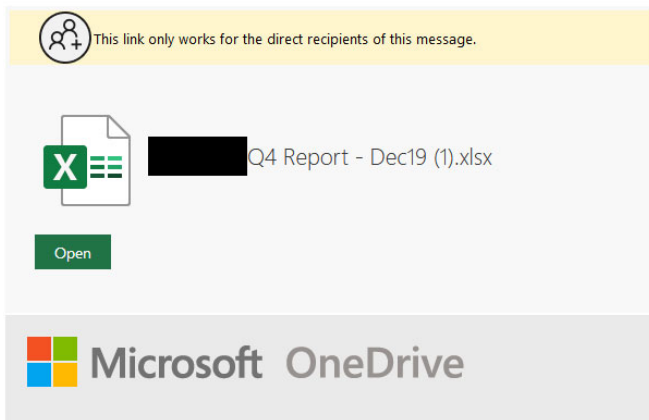 This link only works for the direct recipients of this message.
X
Q4 Report - Dec19 (1).xlsx
Open
Microsoft OneDrive